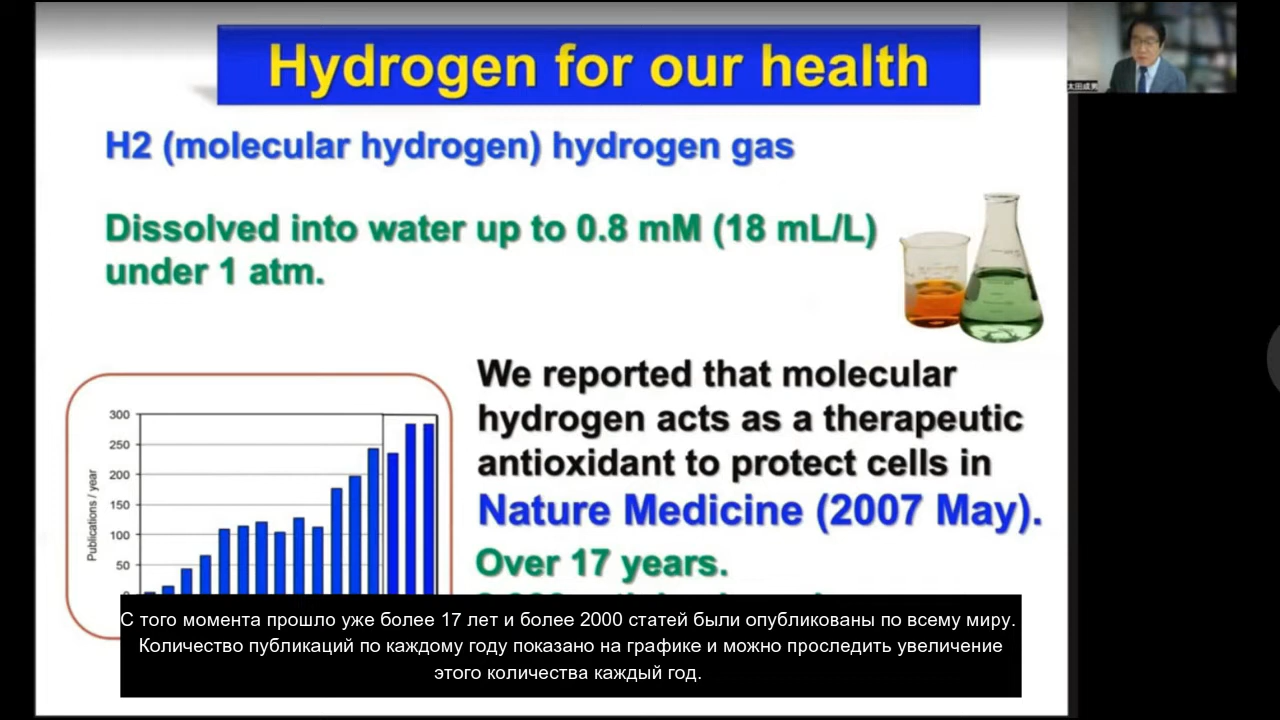 Hydrogen for our health
太田成男
H2 (molecular hydrogen) hydrogen gas
Dissolved into water up to 0.8 mM (18 mL/L)
under 1 atm.
We reported that molecular
hydrogen acts as a therapeutic
antioxidant to protect cells in
Nature Medicine (2007 May).
Over 17 years.
300
250
200
150
100
50
Publications / year
С того момента прошло уже более 17 лет и более 2000 статей были опубликованы по всему миру.
Количество публикаций по каждому году показано на графике и можно проследить увеличение
этого количества каждый год.